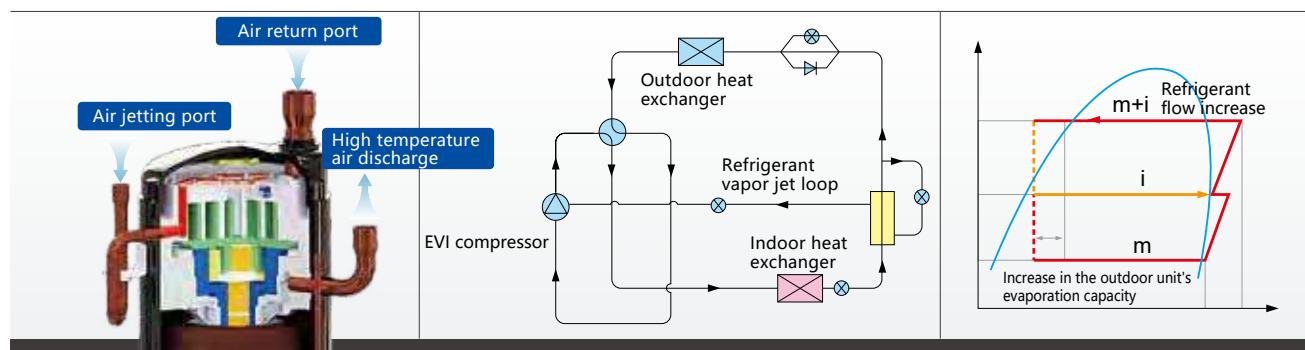 Air return port
Air jetting port
High temperature
air discharge
Outdoor heat
exchanger
Refrigerant
vapor jet loop
EVI compressor
Indoor heat
exchanger
m+i
Refrigerant
flow increase
i
m
Increase in the outdoor unit's
evaporation capacity